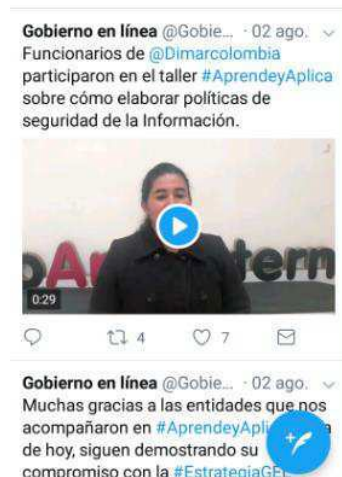 Gobierno en línea @Gobie... · 02 ago.
Funcionarios de @Dimarcolombia
participaron en el taller #AprendeyAplica
sobre cómo elaborar políticas de
seguridad de la Información.
0:29
4
7
Gobierno en línea @Gobie... · 02 ago.
Muchas gracias a las entidades que nos
acompañaron en #AprendeyApli
de hoy, siguen demostrando su
compromiso con la #EstrategiaGEL